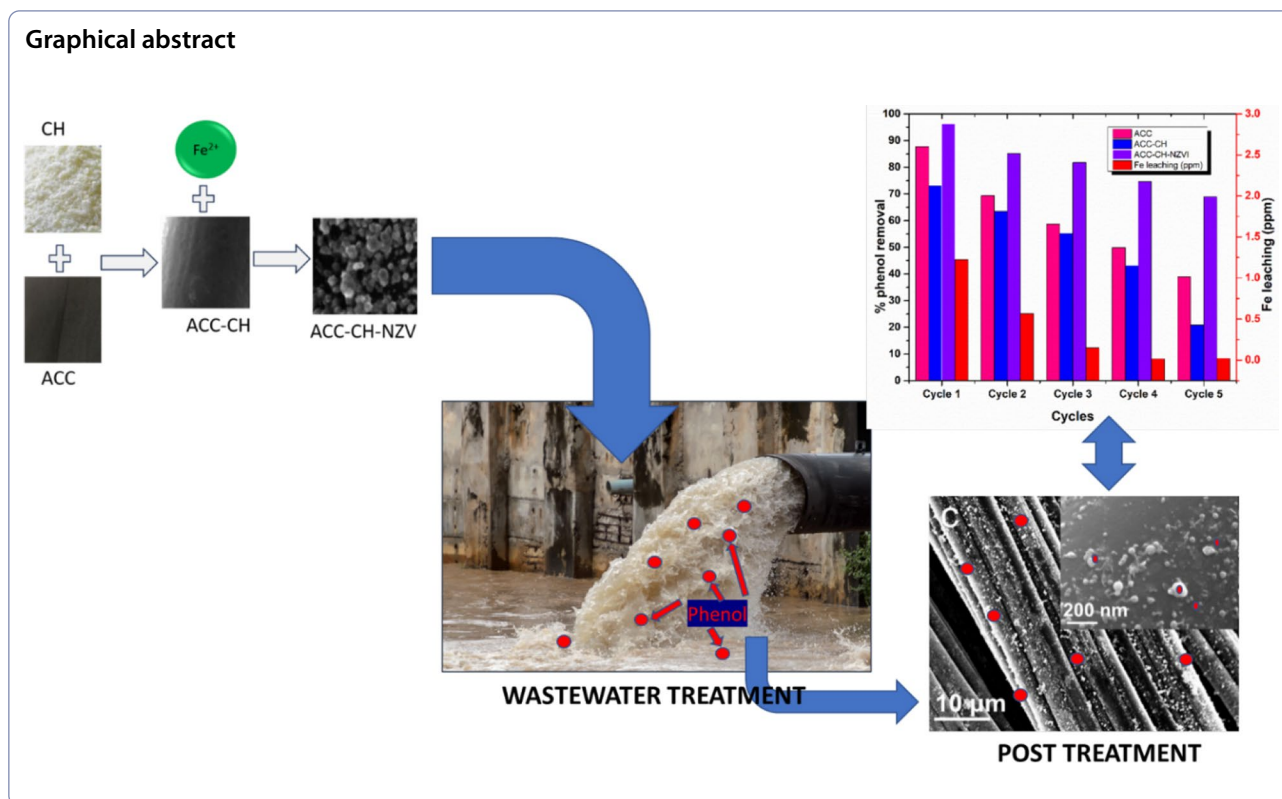 Graphical abstract
CH
Fe2+
ACC
ACC-CH
ACC-CH-NZV
100
90
80
70
60
50
40
30
20
10
0
% phenol removal
ACC
ACC-CH
ACC-CH-NZVI
Fe leaching (ppm)
3.0
2.5
2.0
1.5
1.0
0.5
0.0
Fe leaching (ppm)
Cycle 1 Cycle 2 Cycle 3 Cycle 4 Cycle 5
Cycles
Phenol
WASTEWATER TREATMENT
C
200 nm
10 µm
POST TREATMENT